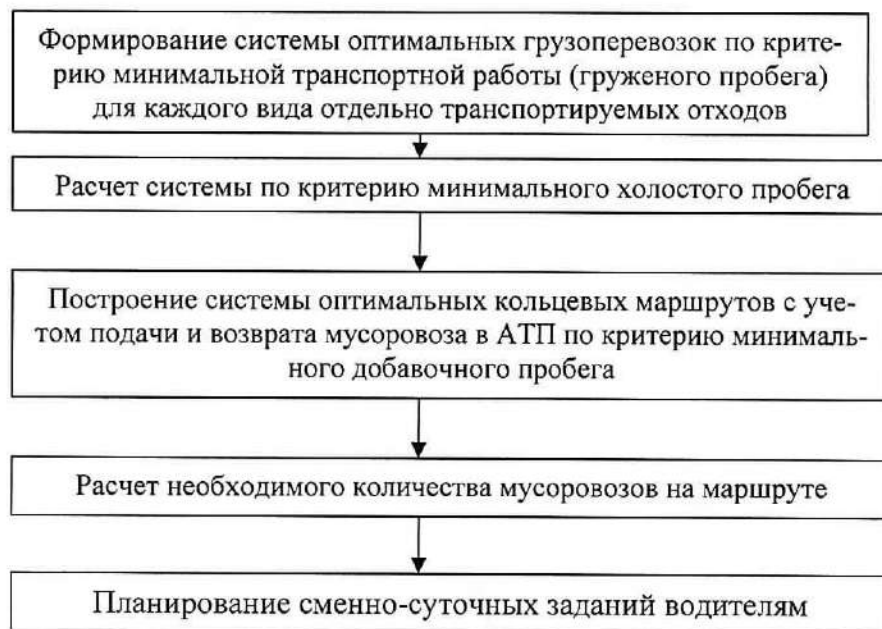 Формирование системы оптимальных грузоперевозок по крите-
рию минимальной транспортной работы (груженого пробега)
для каждого вида отдельно транспортируемых отходов
Расчет системы по критерию минимального холостого пробега
Построение системы оптимальных кольцевых маршрутов с уче-
том подачи и возврата мусоровоза в АТП по критерию минималь-
ного добавочного пробега
Расчет необходимого количества мусоровозов на маршруте
Планирование сменно-суточных заданий водителям